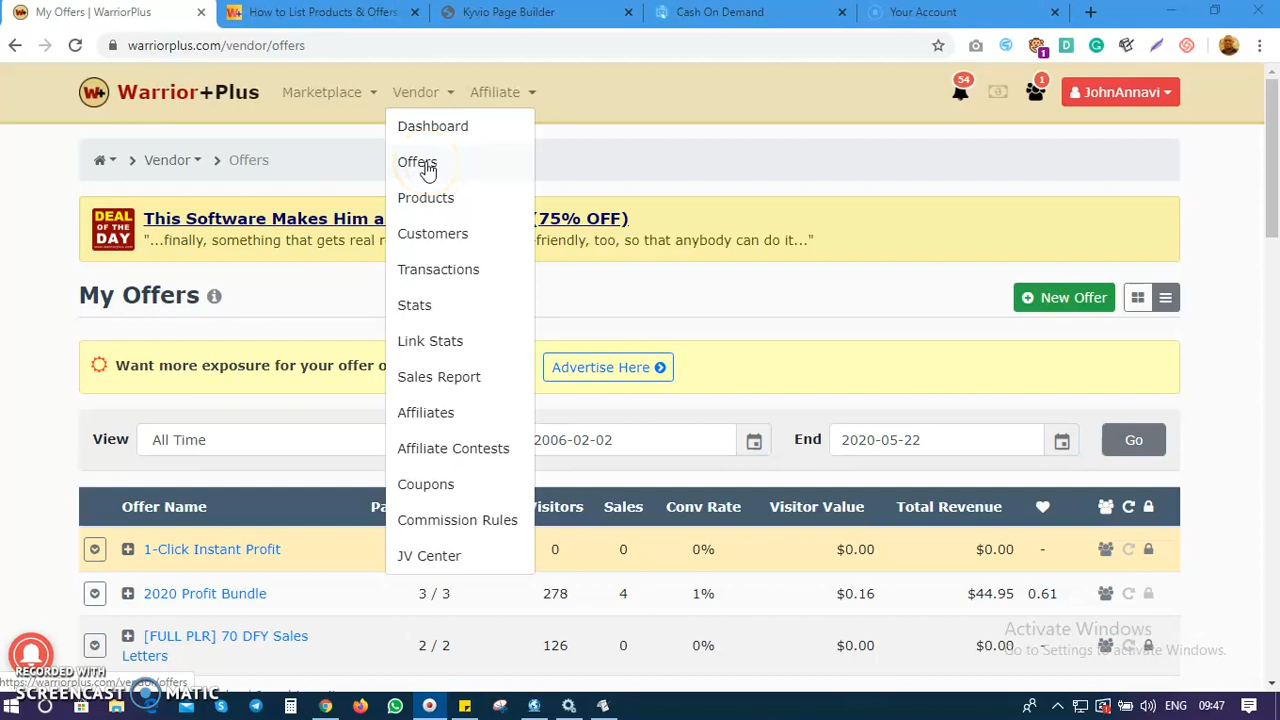 My Offers | WarriorPlus
How to List Products & Offers
Kyvio Page Builder
Cash On Demand
Your Account
warriorplus.com/vendor/offers
1
W+ Warrior+Plus
Marketplace
Vendor
Affiliate
54
1
JohnAnnavi
Dashboard
Offers
Products
Customers
Transactions
Stats
Link Stats
Sales Report
Affiliates
Affiliate Contests
Coupons
Commission Rules
JV Center
Vendor
Offers
DEAL OF THE DAY
This Software Makes Him a (75% OFF)
"...finally, something that gets real r -friendly, too, so that anybody can do it..."
My Offers
New Offer
Want more exposure for your offer o
Advertise Here
View All Time 2006-02-02 End 2020-05-22 Go
Offer Name Pa isitors Sales Conv Rate Visitor Value Total Revenue
1-Click Instant Profit 0 0 0% $0.00 $0.00 -
2020 Profit Bundle 3 / 3 278 4 1% $0.16 $44.95 0.61
[FULL PLR] 70 DFY Sales Letters 2 / 2 126 0 0% $0.00 $0.00 -
Activate Windows
Go to Settings to activate Windows.
https://warriorplus.com/vendor/offers
RECORDED WITH
SCREENCAST MATIC
ENG 09:47